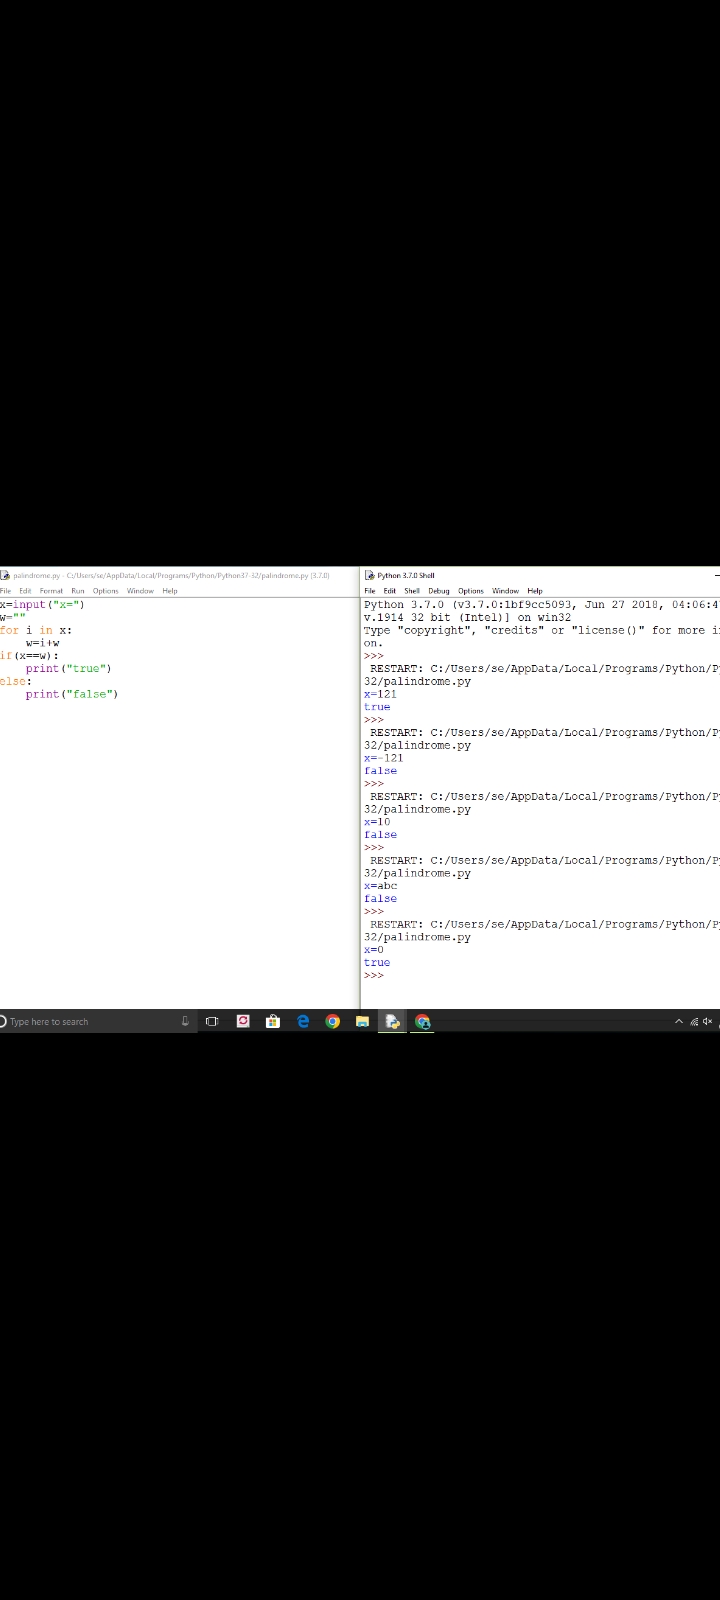 palindrome.py - C:/Users/se/AppData/Local/Programs/Python/Python37-32/palindrome.py (3.7.0)
File Edit Format Run Options Window Help
x=input("x=")
w=""
for i in x:
    w=i+w
if(x==w):
    print("true")
else:
    print("false")
Python 3.7.0 Shell
File Edit Shell Debug Options Window Help
Python 3.7.0 (v3.7.0:1bf9cc5093, Jun 27 2018, 04:06:4
v.1914 32 bit (Intel)] on win32
Type "copyright", "credits" or "license()" for more i
on.
>>>
RESTART: C:/Users/se/AppData/Local/Programs/Python/P
32/palindrome.py
x=121
true
>>>
RESTART: C:/Users/se/AppData/Local/Programs/Python/P
32/palindrome.py
x=-121
false
>>>
RESTART: C:/Users/se/AppData/Local/Programs/Python/P
32/palindrome.py
x=10
false
>>>
RESTART: C:/Users/se/AppData/Local/Programs/Python/P
32/palindrome.py
x=abc
false
>>>
RESTART: C:/Users/se/AppData/Local/Programs/Python/P
32/palindrome.py
x=0
true
>>>
Type here to search